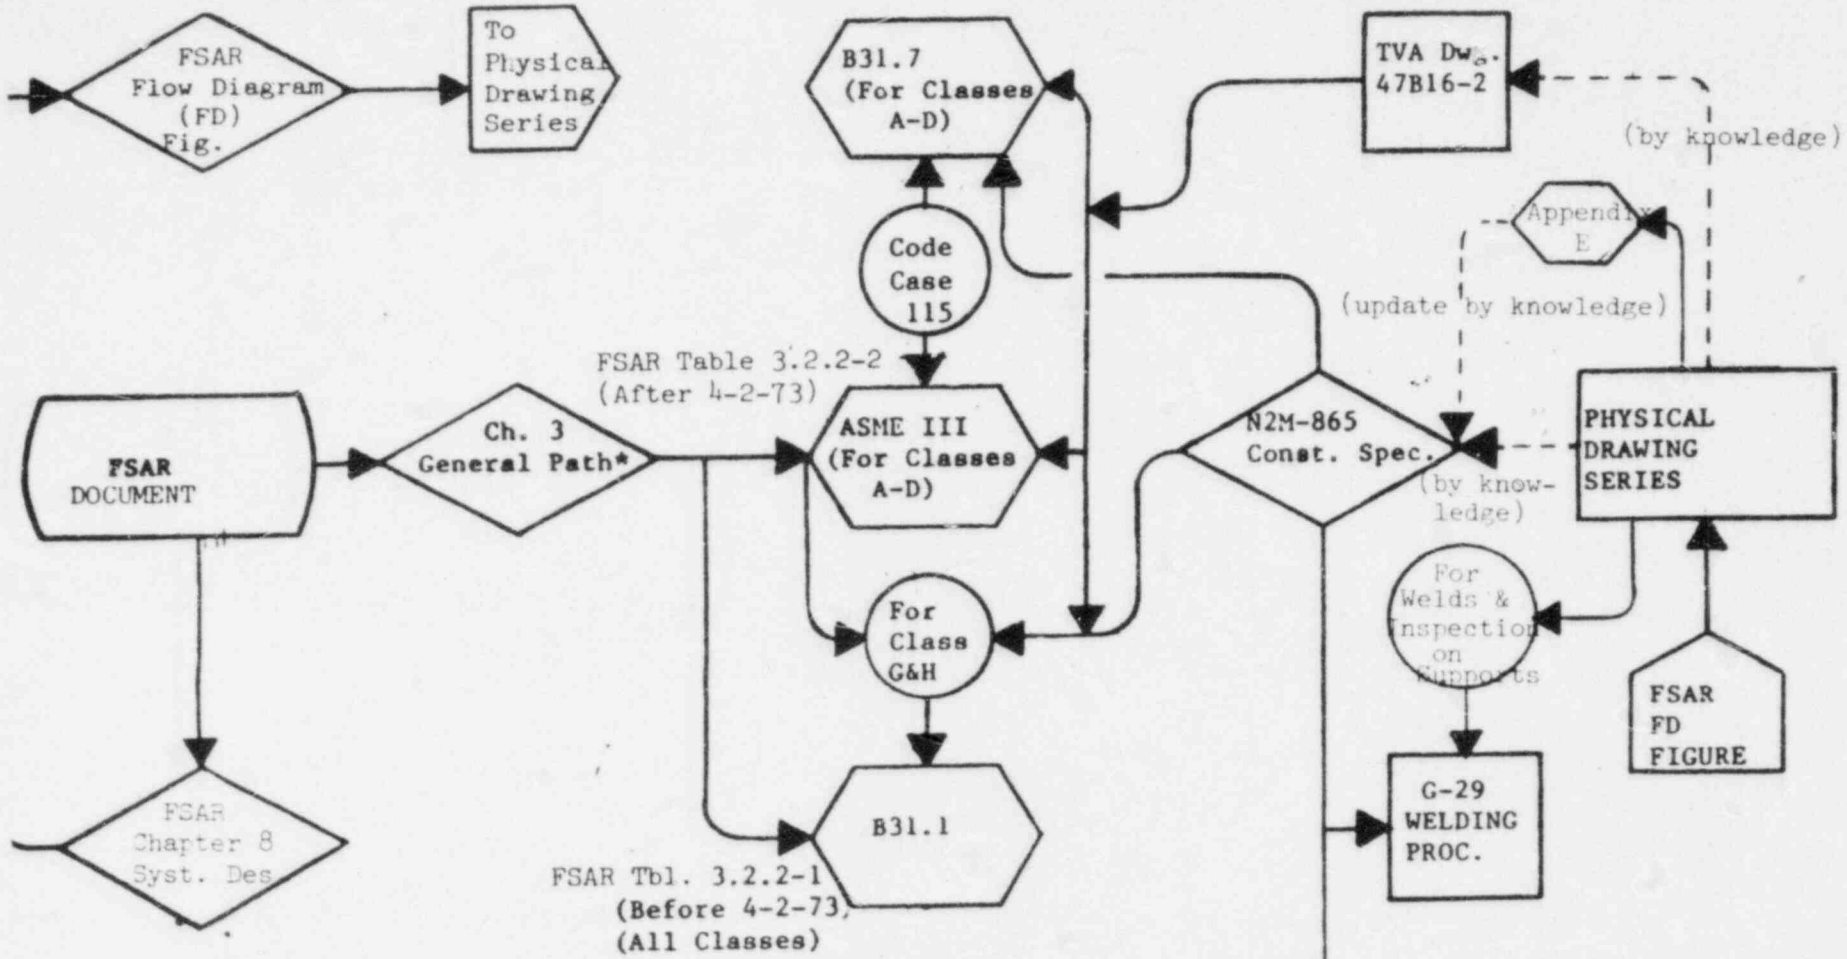 FSAR
Flow Diagram
(FD)
Fig.
To
Physical
Drawing
Series
B31.7
(For Classes
A-D)
TVA Dwg.
47B16-2
(by knowledge)
Appendix
E
(update by knowledge)
Code
Case
115
FSAR Table 3.2.2-2
(After 4-2-73)
FSAR
DOCUMENT
Ch. 3
General Path*
ASME III
(For Classes
A-D)
N2M-865
Const. Spec.
(by know-
ledge)
PHYSICAL
DRAWING
SERIES
For
Class
G&H
For
Welds &
Inspection
on
Supports
FSAR
FD
FIGURE
FSAR
Chapter 8
Syst. Des
B31.1
G-29
WELDING
PROC.
FSAR Tbl. 3.2.2-1
(Before 4-2-73,
(All Classes)